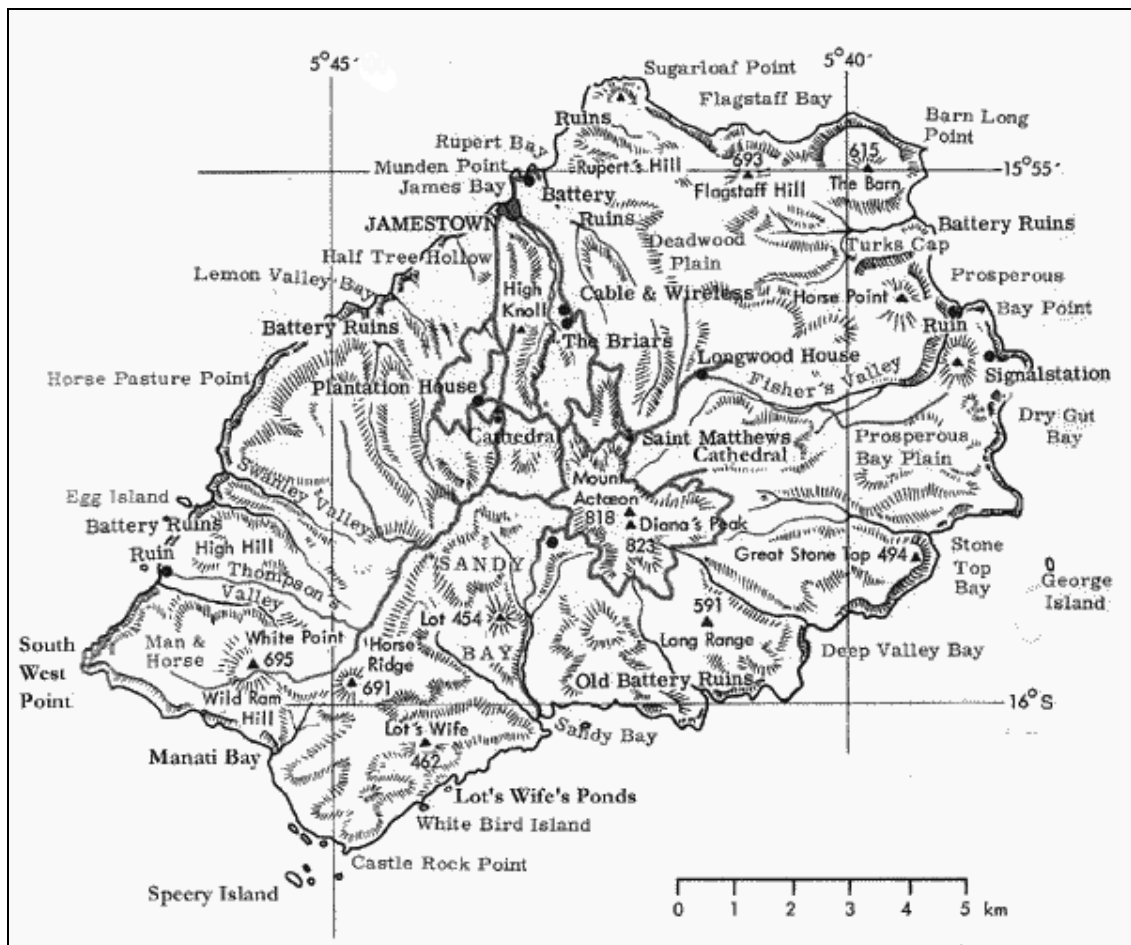 5°45´
5°40´
Sugarloaf Point
Flagstaff Bay
Barn Long
Point
Ruins
Rupert Bay
Rupert's Hill
693
615
15°55´
Munden Point
James Bay
Battery
Flagstaff Hill
The Barn
JAMESTOWN
Ruins
Battery Ruins
Deadwood
Plain
Turks Cap
Half Tree Hollow
Lemon Valley Bay
High
Knoll
Cable & Wireless
Horse Point
Prosperous
Bay Point
Battery Ruins
The Briars
Ruin
Longwood House
Horse Pasture Point
Plantation House
Fisher's Valley
Signalstation
Cathedral
Saint Matthews
Cathedral
Prosperous
Bay Plain
Dry Gut
Bay
Swanley Valley
Mount
Actæon
818
Diana's Peak
823
Egg Island
Battery Ruins
Ruin
High Hill
Thompson's
Valley
SANDY
BAY
Great Stone Top 494
Stone
Top
Bay
George
Island
Lot 454
591
Long Range
South
West
Point
Man &
Horse
White Point
695
Horse
Ridge
691
Deep Valley Bay
Wild Ram
Hill
Old Battery Ruins
16°S
Manati Bay
Lot's Wife
462
Sandy Bay
Lot's Wife's Ponds
White Bird Island
Castle Rock Point
Speery Island
0 1 2 3 4 5 km